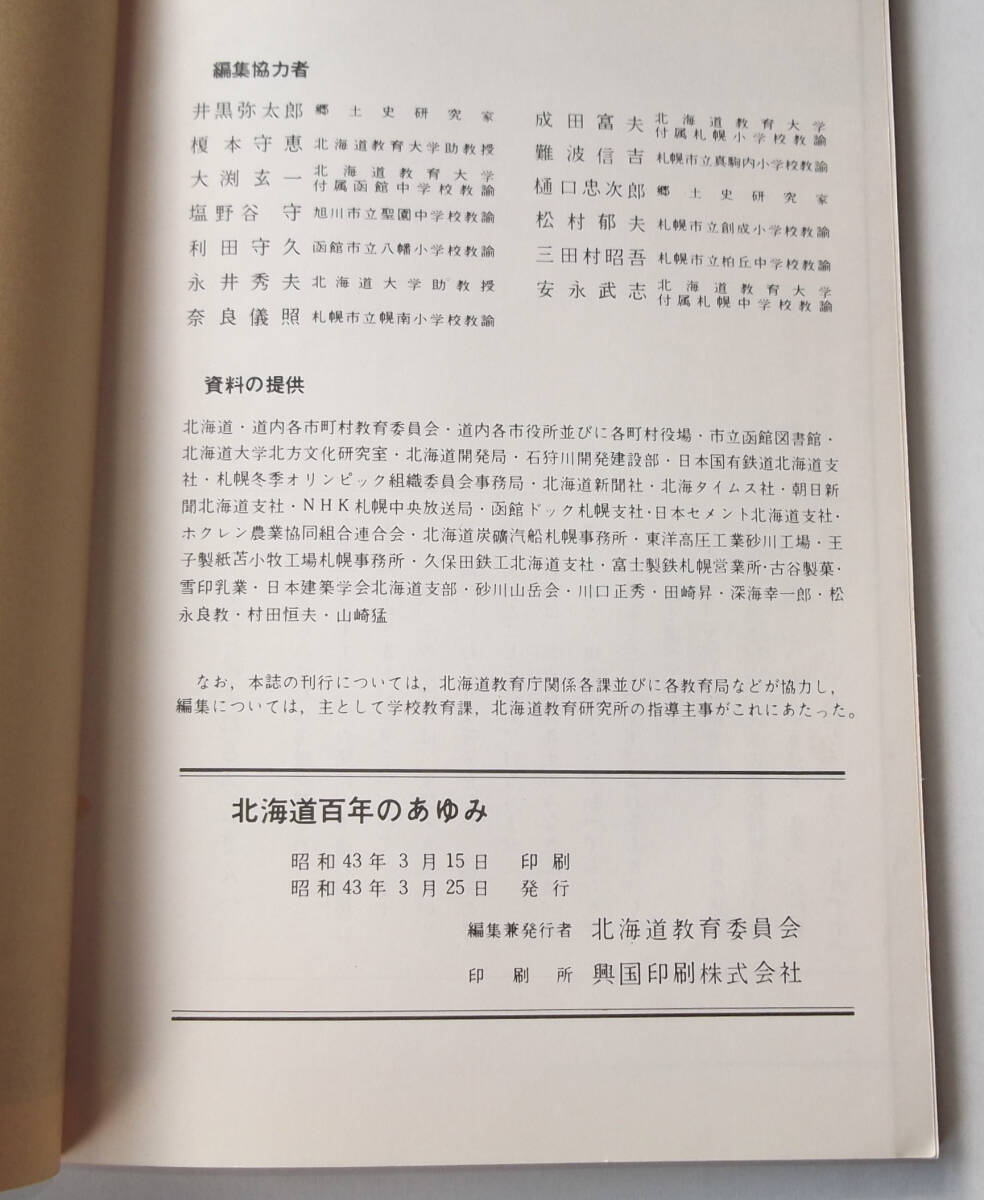 編集協力者
井黒弥太郎 郷土史研究家
榎本守恵 北海道教育大学助教授
大渕玄一 北海道教育大学付属函館中学校教諭
塩野谷守 旭川市立聖園中学校教諭
利田守久 函館市立八幡小学校教諭
永井秀夫 北海道大学助教授
奈良儀照 札幌市立幌南小学校教諭
成田富夫 北海道教育大学付属札幌小学校教諭
難波信吉 札幌市立真駒内小学校教諭
樋口忠次郎 郷土史研究家
松村郁夫 札幌市立創成小学校教諭
三田村昭吾 札幌市立柏丘中学校教諭
安永武志 北海道教育大学付属札幌中学校教諭
資料の提供
北海道・道内各市町村教育委員会・道内各市役所並びに各町村役場・市立函館図書館・
北海道大学北方文化研究室・北海道開発局・石狩川開発建設部・日本国有鉄道北海道支
社・札幌冬季オリンピック組織委員会事務局・北海道新聞社・北海タイムス社・朝日新
聞北海道支社・NHK札幌中央放送局・函館ドック札幌支社・日本セメント北海道支社・
ホクレン農業協同組合連合会・北海道炭礦汽船札幌事務所・東洋高圧工業砂川工場・王
子製紙苫小牧工場札幌事務所・久保田鉄工北海道支社・富士製鉄札幌営業所・古谷製菓・
雪印乳業・日本建築学会北海道支部・砂川山岳会・川口正秀・田崎昇・深海幸一郎・松
永良教・村田恒夫・山崎猛
なお，本誌の刊行については，北海道教育庁関係各課並びに各教育局などが協力し，
編集については，主として学校教育課，北海道教育研究所の指導主事がこれにあたった。
北海道百年のあゆみ
昭和43年3月15日 印刷
昭和43年3月25日 発行
編集兼発行者 北海道教育委員会
印刷所 興国印刷株式会社